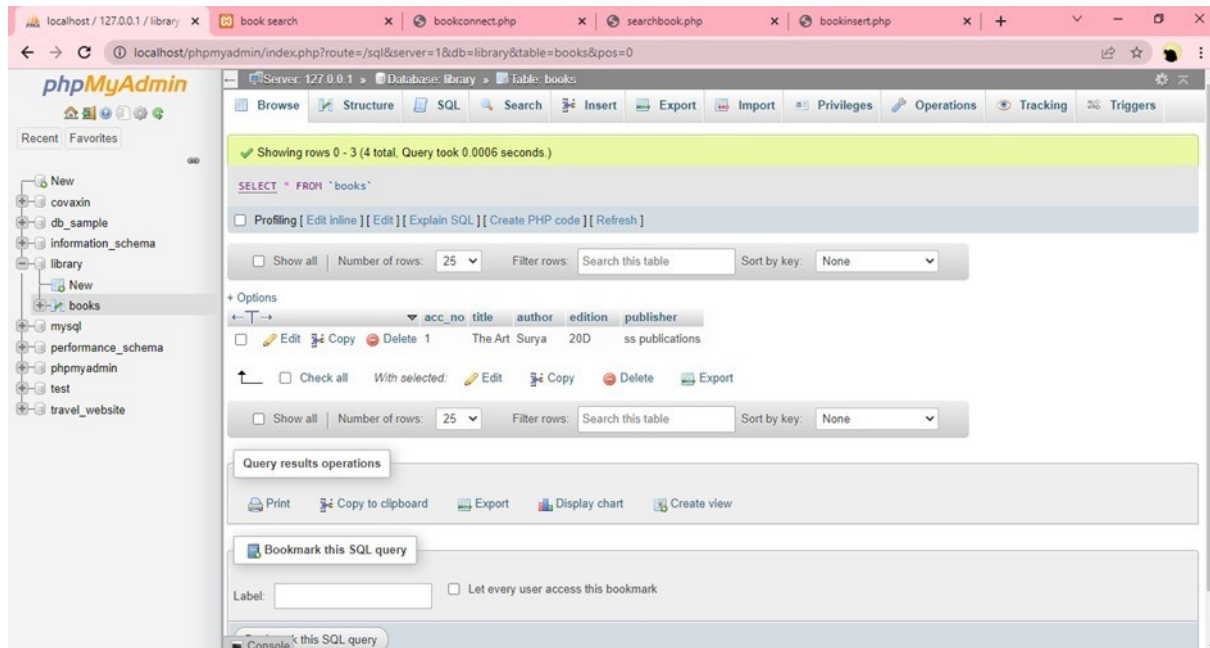 localhost / 127.0.0.1 / library
book search
bookconnect.php
searchbook.php
bookinsert.php
localhost/phpmyadmin/index.php?route=/sql&server=1&db=library&table=books&pos=0
phpMyAdmin
Recent Favorites
New
covaxin
db_sample
information_schema
library
New
books
mysql
performance_schema
phpmyadmin
test
travel_website
Server: 127.0.0.1 » Database: library » Table: books
Browse Structure SQL Search Insert Export Import Privileges Operations Tracking Triggers
Showing rows 0 - 3 (4 total, Query took 0.0006 seconds.)
SELECT * FROM `books`
Profiling [ Edit inline ] [ Edit ] [ Explain SQL ] [ Create PHP code ] [ Refresh ]
Show all | Number of rows: 25 Filter rows: Search this table Sort by key: None
+ Options
←T→ acc_no title author edition publisher
Edit Copy Delete 1 The Art Surya 20D ss publications
Check all With selected: Edit Copy Delete Export
Show all | Number of rows: 25 Filter rows: Search this table Sort by key: None
Query results operations
Print Copy to clipboard Export Display chart Create view
Bookmark this SQL query
Label: Let every user access this bookmark
this SQL query
Console